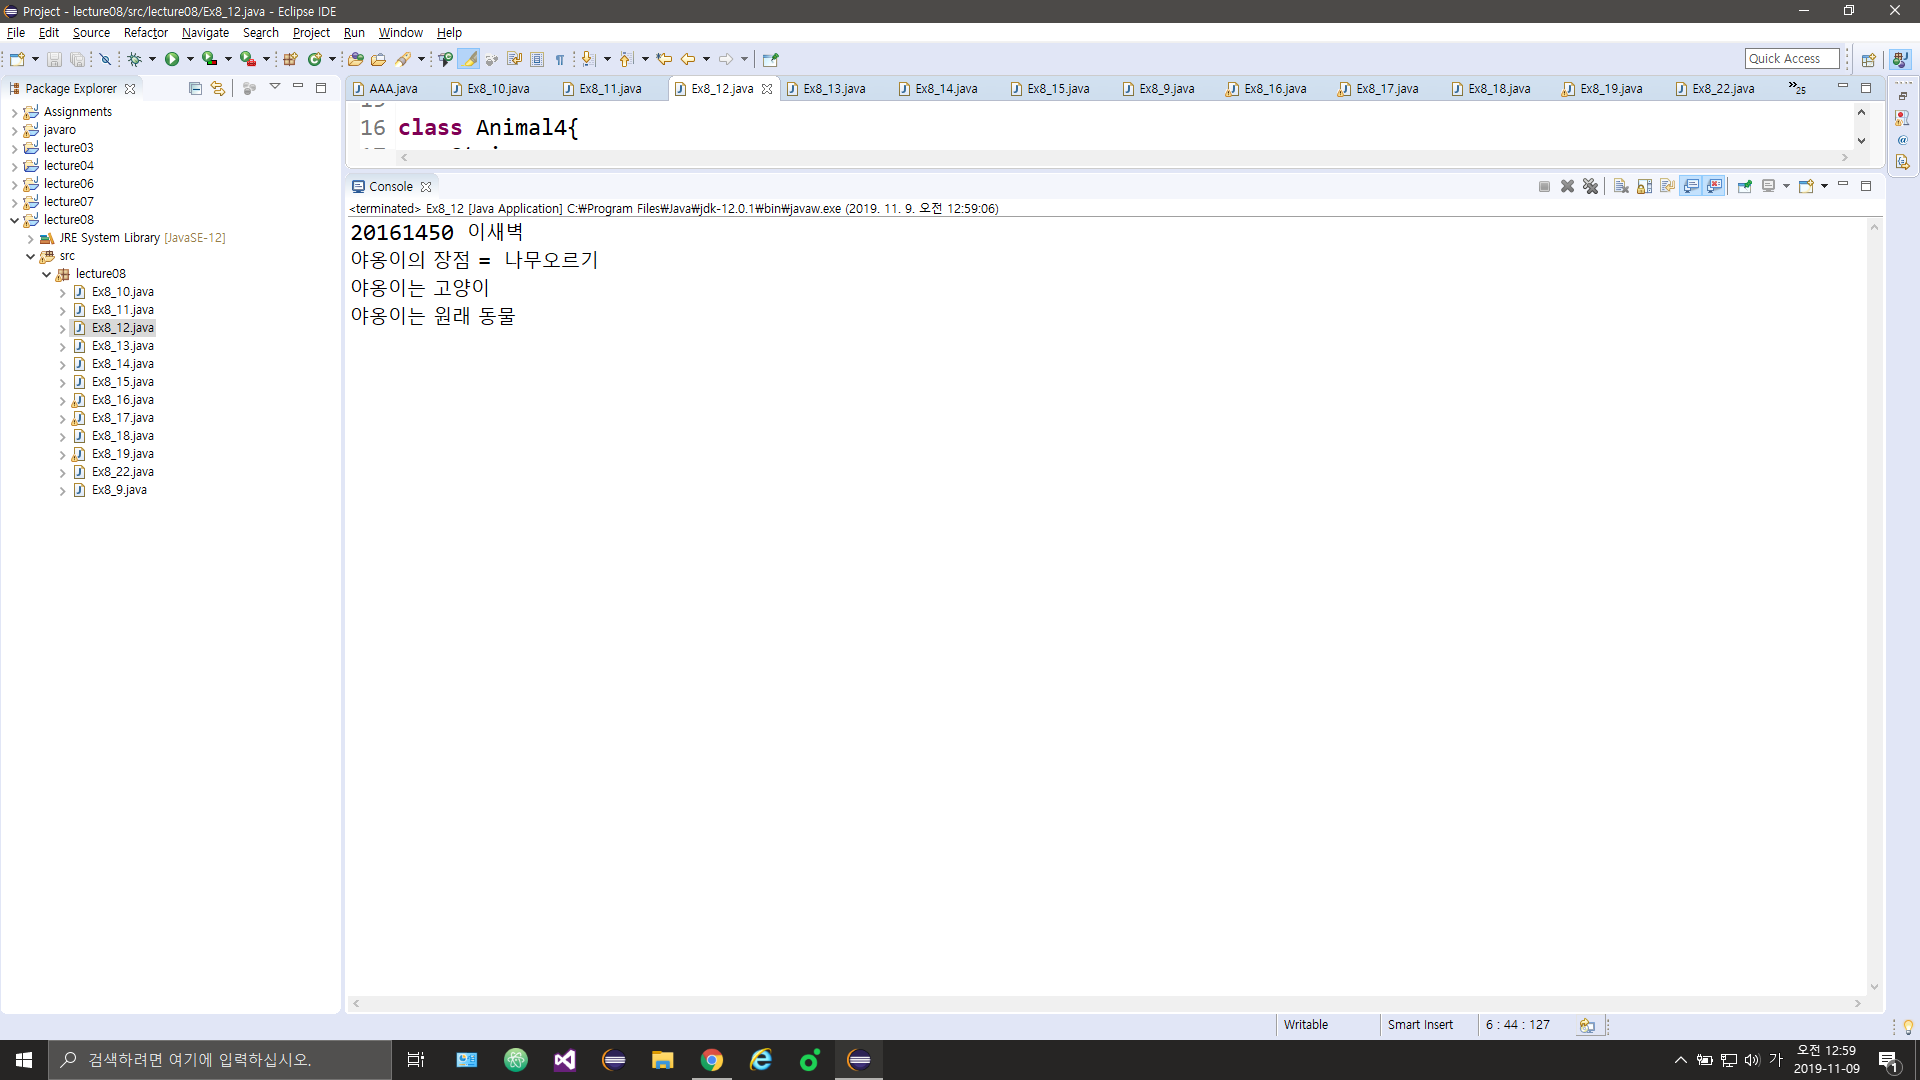 Project - lecture08/src/lecture08/Ex8_12.java - Eclipse IDE
File Edit Source Refactor Navigate Search Project Run Window Help
Quick Access
Package Explorer
AAA.java Ex8_10.java Ex8_11.java Ex8_12.java Ex8_13.java Ex8_14.java Ex8_15.java Ex8_9.java Ex8_16.java Ex8_17.java Ex8_18.java Ex8_19.java Ex8_22.java »25
Assignments
javaro
lecture03
lecture04
lecture06
lecture07
lecture08
JRE System Library [JavaSE-12]
src
lecture08
Ex8_10.java
Ex8_11.java
Ex8_12.java
Ex8_13.java
Ex8_14.java
Ex8_15.java
Ex8_16.java
Ex8_17.java
Ex8_18.java
Ex8_19.java
Ex8_22.java
Ex8_9.java
16 class Animal4{
Console
<terminated> Ex8_12 [Java Application] C:₩Program Files₩Java₩jdk-12.0.1₩bin₩javaw.exe (2019. 11. 9. 오전 12:59:06)
20161450 이새벽
야옹이의 장점 = 나무오르기
야옹이는 고양이
야옹이는 원래 동물
Writable Smart Insert 6 : 44 : 127
검색하려면 여기에 입력하십시오.
가
오전 12:59
2019-11-09
1